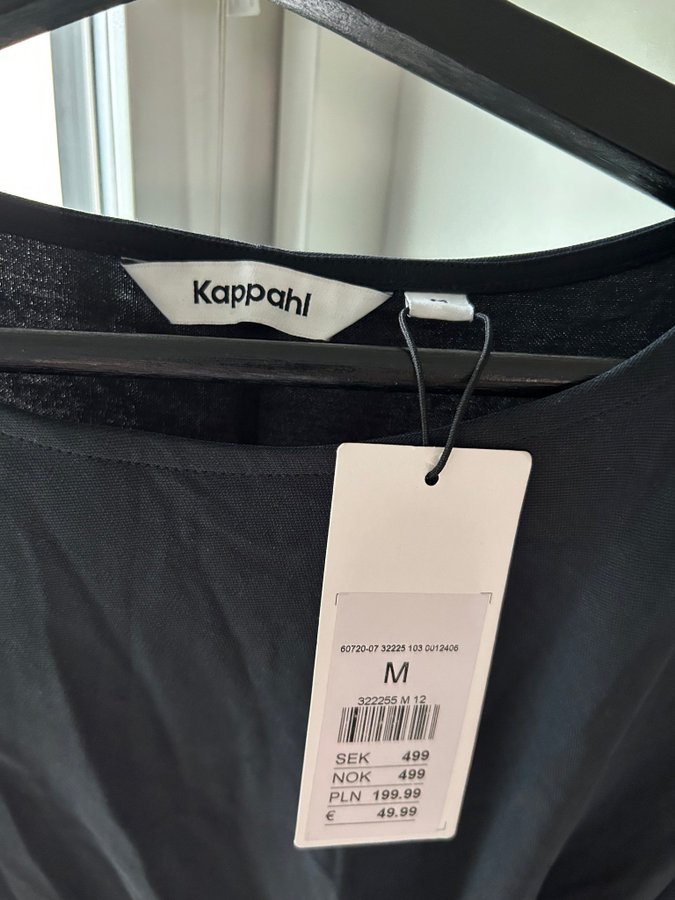 Kappahl
60720-07 32225 103 0012406
M
322255 M 12
SEK 499
NOK 499
PLN 199.99
€ 49.99